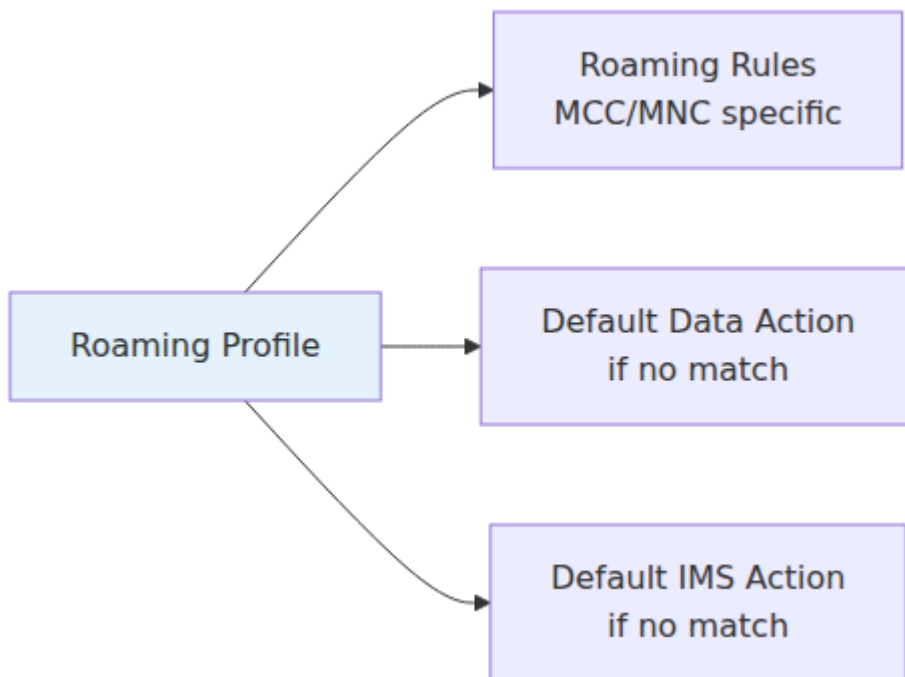 Roaming Rules
MCC/MNC specific
Roaming Profile
Default Data Action
if no match
Default IMS Action
if no match